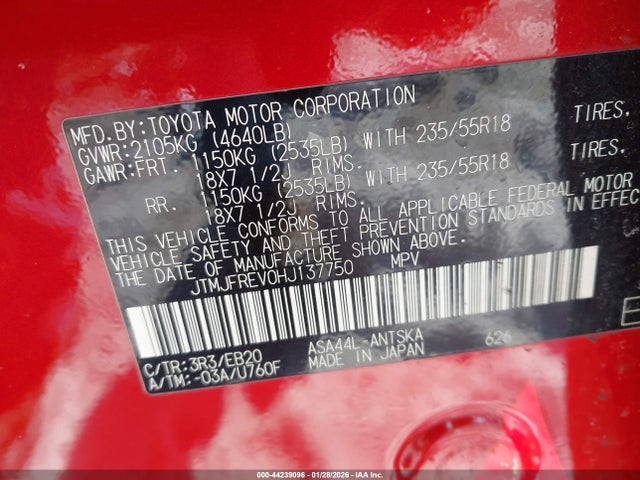 MFD.BY:TOYOTA MOTOR CORPORATION
GVWR:2105KG (4640LB)
GAWR:FRT. 1150KG (2535LB) WITH 235/55R18 TIRES.
18X7 1/2J RIMS.
RR. 1150KG (2535LB) WITH 235/55R18 TIRES.
18X7 1/2J RIMS.
THIS VEHICLE CONFORMS TO ALL APPLICABLE FEDERAL MOTOR
VEHICLE SAFETY AND THEFT PREVENTION STANDARDS IN EFFEC
THE DATE OF MANUFACTURE SHOWN ABOVE.
JTMJFREV0HJ137750 MPV
C/TR:3R3/EB20 ASA44L-ANTSKA 626
A/TM:-03A/U760F MADE IN JAPAN
000-44239096 - 01/28/2026 - © IAA Inc.